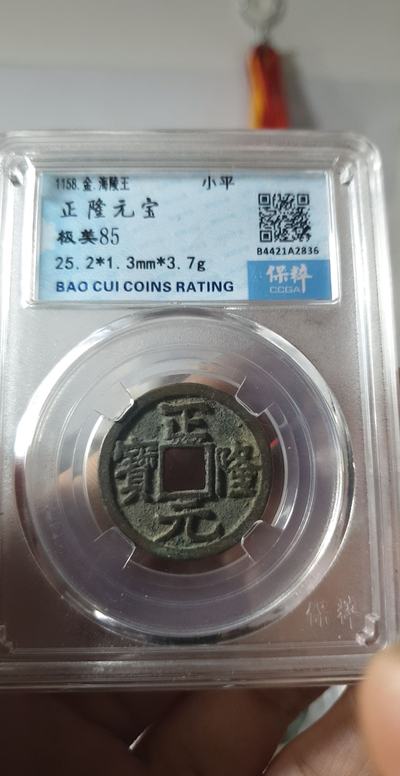 1158.金.海陵王 小平
正隆元宝
极美85
25.2*1.3mm*3.7g
B4421A2836
保粹
CCGA
BAO CUI COINS RATING
正隆元寳
保粹